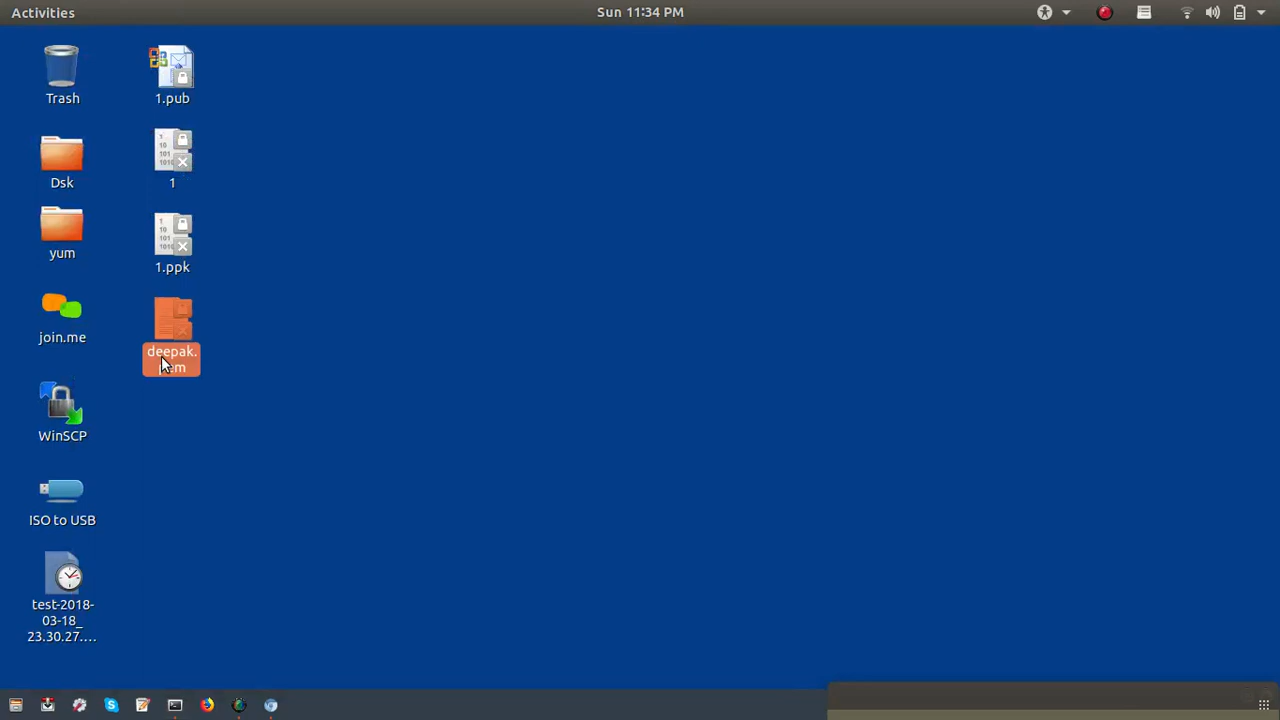 Activities
Sun 11:34 PM
Trash
1.pub
Dsk
1
yum
1.ppk
join.me
deepak.
WinSCP
ISO to USB
test-2018-
03-18_
23.30.27....